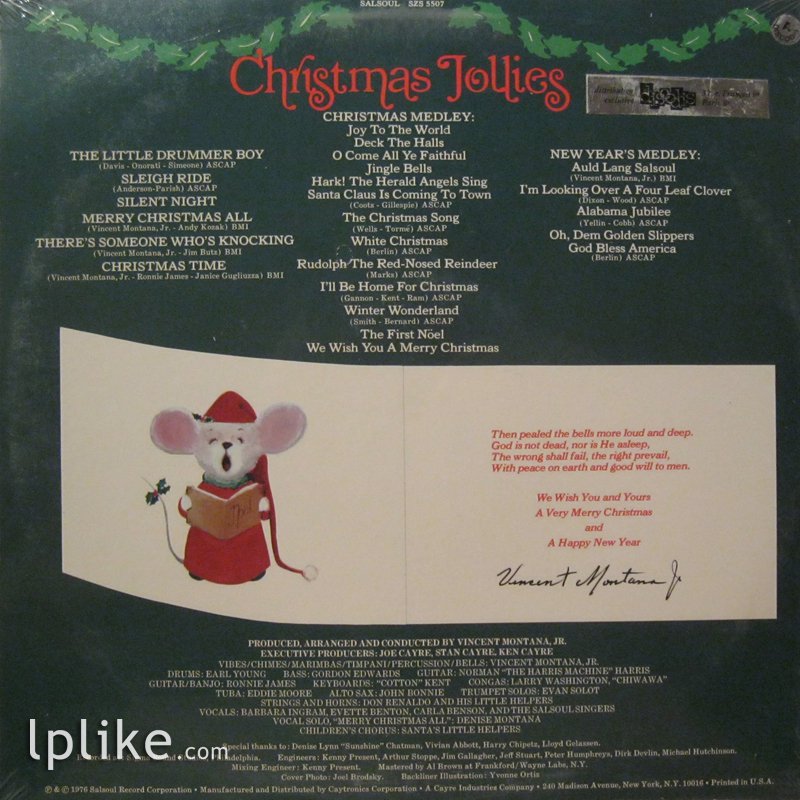 SALSOUL SZS 5507
Christmas Jollies
distribution
exclusive
THE LITTLE DRUMMER BOY
(Davis - Onorati - Simeone) ASCAP
SLEIGH RIDE
(Anderson-Parish) ASCAP
SILENT NIGHT
MERRY CHRISTMAS ALL
(Vincent Montana, Jr. - Andy Kozak) BMI
THERE'S SOMEONE WHO'S KNOCKING
(Vincent Montana, Jr. - Jim Butz) BMI
CHRISTMAS TIME
(Vincent Montana, Jr. - Ronnie James - Janice Gugliuzza) BMI
CHRISTMAS MEDLEY:
Joy To The World
Deck The Halls
O Come All Ye Faithful
Jingle Bells
Hark! The Herald Angels Sing
Santa Claus Is Coming To Town
(Coots - Gillespie) ASCAP
The Christmas Song
(Wells - Tormé) ASCAP
White Christmas
(Berlin) ASCAP
Rudolph The Red-Nosed Reindeer
(Marks) ASCAP
I'll Be Home For Christmas
(Gannon - Kent - Ram) ASCAP
Winter Wonderland
(Smith - Bernard) ASCAP
The First Nöel
We Wish You A Merry Christmas
NEW YEAR'S MEDLEY:
Auld Lang Salsoul
(Vincent Montana, Jr.) BMI
I'm Looking Over A Four Leaf Clover
(Dixon - Wood) ASCAP
Alabama Jubilee
(Yellin - Cobb) ASCAP
Oh, Dem Golden Slippers
God Bless America
(Berlin) ASCAP
Then pealed the bells more loud and deep.
God is not dead, nor is He asleep,
The wrong shall fail, the right prevail,
With peace on earth and good will to men.
We Wish You and Yours
A Very Merry Christmas
and
A Happy New Year
Vincent Montana Jr
PRODUCED, ARRANGED AND CONDUCTED BY VINCENT MONTANA, JR.
EXECUTIVE PRODUCERS: JOE CAYRE, STAN CAYRE, KEN CAYRE
VIBES/CHIMES/MARIMBAS/TIMPANI/PERCUSSION/BELLS: VINCENT MONTANA, JR.
DRUMS: EARL YOUNG BASS: GORDON EDWARDS GUITAR: NORMAN "THE HARRIS MACHINE" HARRIS
GUITAR/BANJO: RONNIE JAMES KEYBOARDS: "COTTON" KENT CONGAS: LARRY WASHINGTON, "CHIWAWA"
TUBA: EDDIE MOORE ALTO SAX: JOHN BONNIE TRUMPET SOLOS: EVAN SOLOT
STRINGS AND HORNS: DON RENALDO AND HIS LITTLE HELPERS
VOCALS: BARBARA INGRAM, EVETTE BENTON, CARLA BENSON, AND THE SALSOUL SINGERS
VOCAL SOLO, "MERRY CHRISTMAS ALL": DENISE MONTANA
CHILDREN'S CHORUS: SANTA'S LITTLE HELPERS
lplike.com
Special thanks to: Denise Lynn "Sunshine" Chatman, Vivian Abbott, Harry Chipetz, Lloyd Gelassen.
Philadelphia. Engineers: Kenny Present, Arthur Stoppe, Jim Gallagher, Jeff Stuart, Peter Humphreys, Dirk Devlin, Michael Hutchinson.
Mixing Engineer: Kenny Present. Mastered by Al Brown at Frankford/Wayne Labs, N.Y.
Cover Photo: Joel Brodsky. Backliner Illustration: Yvonne Ortis
℗ & © 1976 Salsoul Record Corporation • Manufactured and Distributed by Caytronics Corporation • A Cayre Industries Company • 240 Madison Avenue, New York, N.Y. 10016 • Printed in U.S.A.